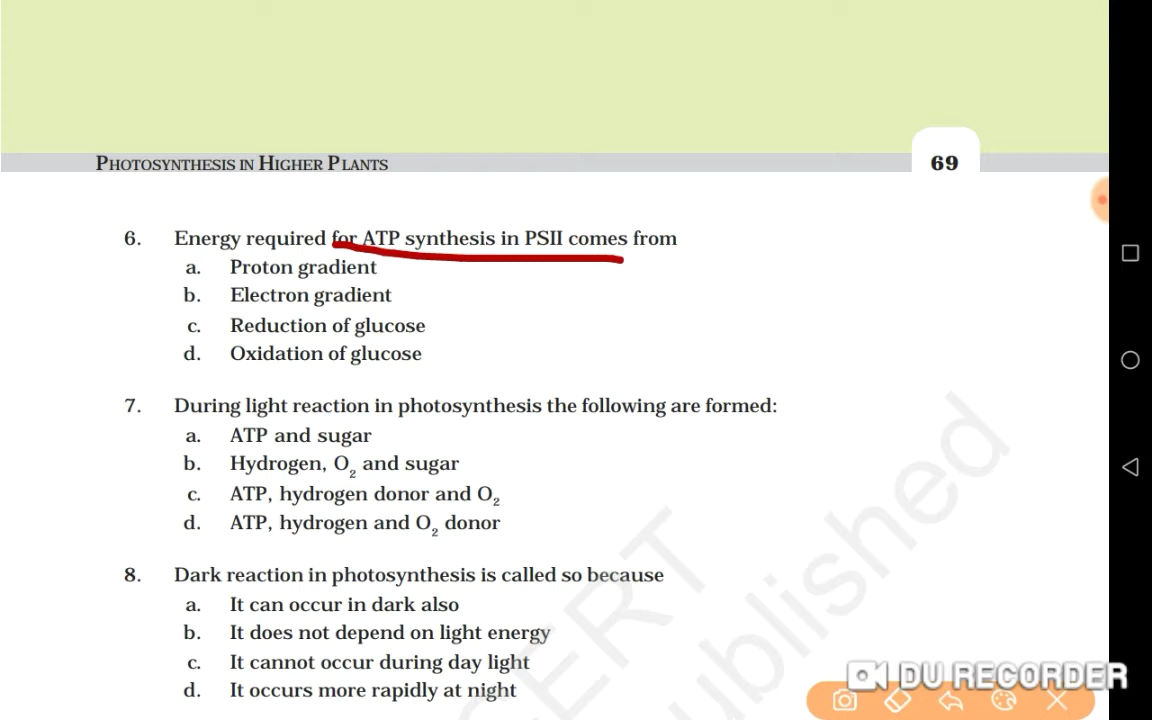 PHOTOSYNTHESIS IN HIGHER PLANTS
69
6. Energy required for ATP synthesis in PSII comes from
a. Proton gradient
b. Electron gradient
c. Reduction of glucose
d. Oxidation of glucose
7. During light reaction in photosynthesis the following are formed:
a. ATP and sugar
b. Hydrogen, O₂ and sugar
c. ATP, hydrogen donor and O₂
d. ATP, hydrogen and O₂ donor
8. Dark reaction in photosynthesis is called so because
a. It can occur in dark also
b. It does not depend on light energy
c. It cannot occur during day light
d. It occurs more rapidly at night
DU RECORDER